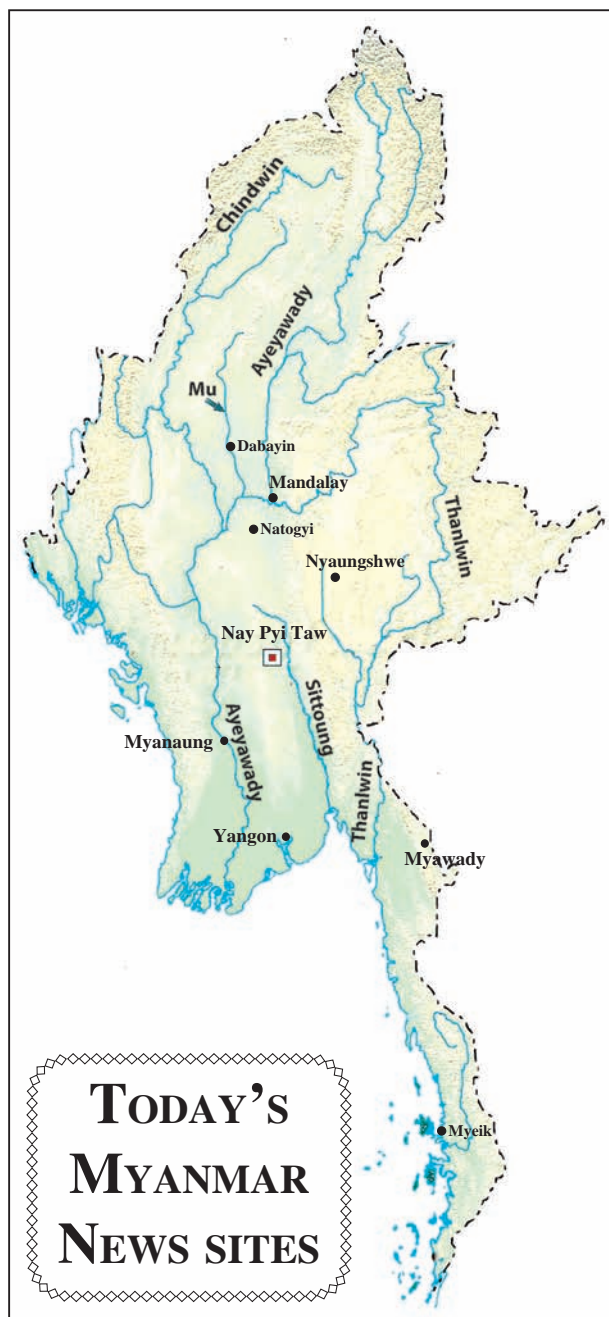 Chindwin
Ayeyawady
Mu
Dabayin
Mandalay
Natogyi
Thanlwin
Nyaungshwe
Nay Pyi Taw
Sittoung
Myanaung
Ayeyawady
Thanlwin
Yangon
Myawady
Myeik
TODAY'S
MYANMAR
NEWS SITES